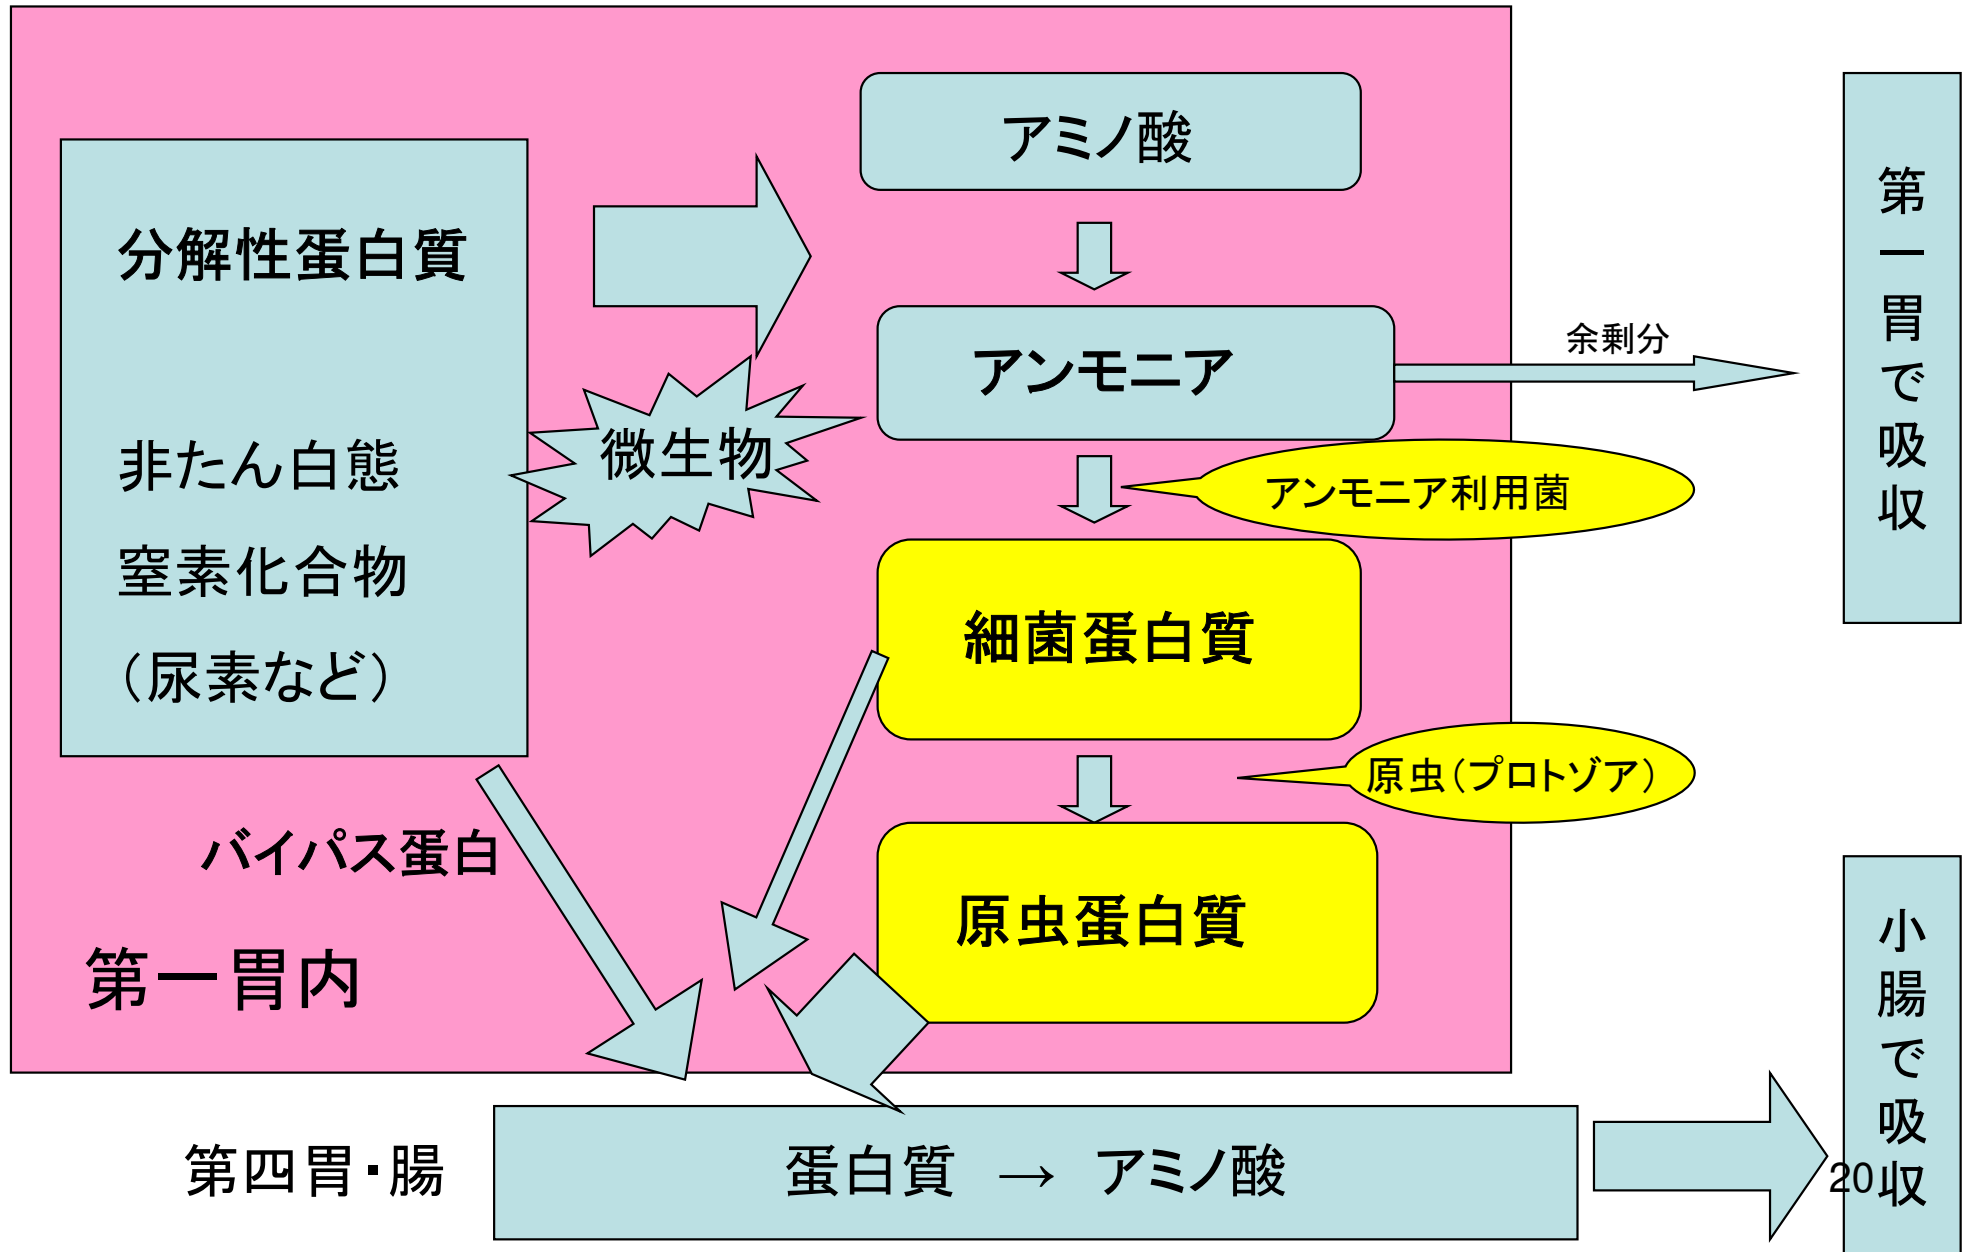 アミノ酸
分解性蛋白質
アンモニア
余剰分
第一胃で吸収
非たん白態
窒素化合物
（尿素など）
微生物
アンモニア利用菌
細菌蛋白質
原虫（プロトゾア）
バイパス蛋白
原虫蛋白質
第一胃内
小腸で吸収
第四胃・腸
蛋白質 → アミノ酸
20